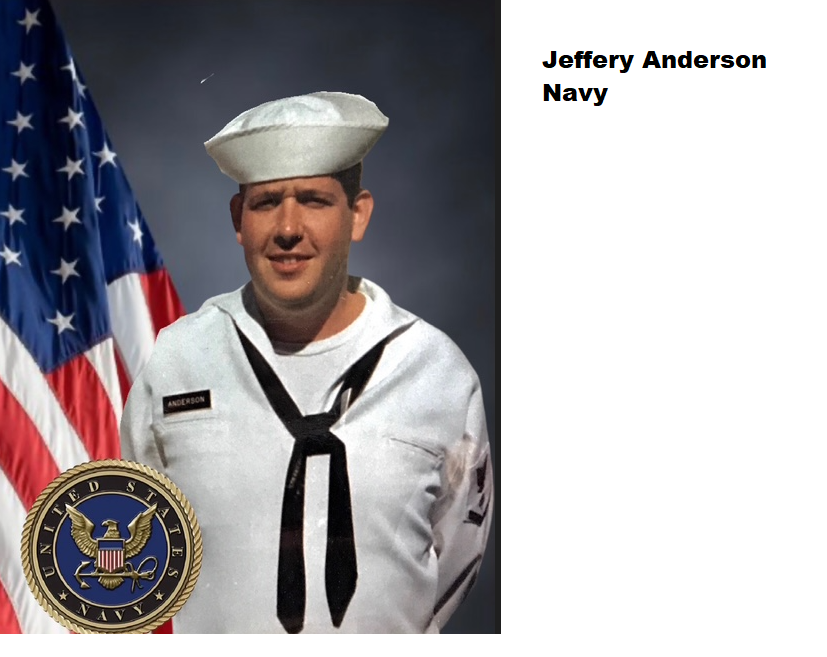 Jeffery Anderson
Navy
ANDERSON
UNITED STATES
NAVY